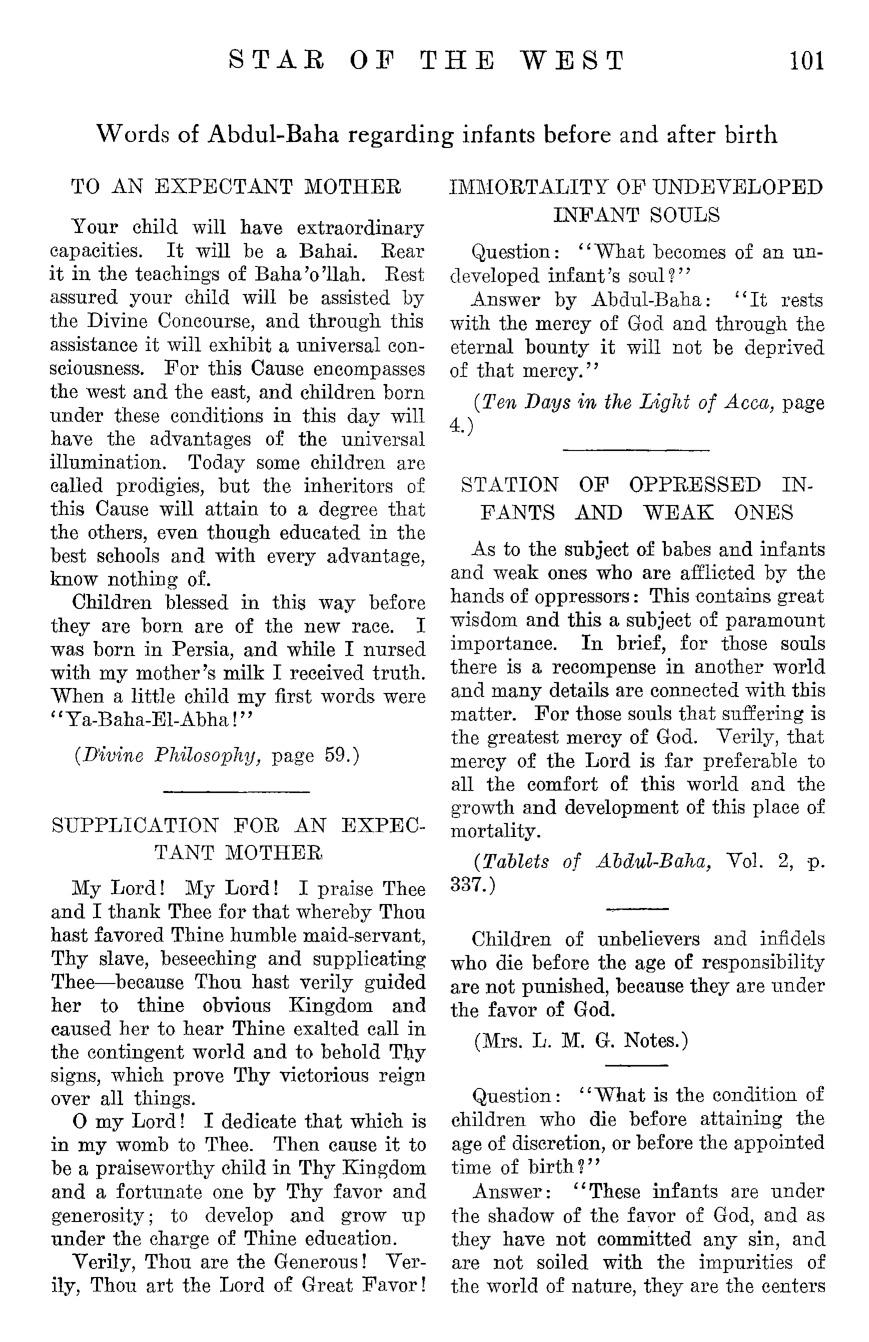 STAR OF THE WEST 101
Words of Abdul-Baha regarding infants before and after birth
TO AN EXPECTANT MOTHER
Your child will have extraordinary
capacities. It will be a Bahai. Rear
it in the teachings of Baha'o'llah. Rest
assured your child will be assisted by
the Divine Concourse, and through this
assistance it will exhibit a universal con-
sciousness. For this Cause encompasses
the west and the east, and children born
under these conditions in this day will
have the advantages of the universal
illumination. Today some children are
called prodigies, but the inheritors of
this Cause will attain to a degree that
the others, even though educated in the
best schools and with every advantage,
know nothing of.
Children blessed in this way before
they are born are of the new race. I
was born in Persia, and while I nursed
with my mother's milk I received truth.
When a little child my first words were
"Ya-Baha-El-Abha!"
(Divine Philosophy, page 59.)
SUPPLICATION FOR AN EXPEC-
TANT MOTHER
My Lord! My Lord! I praise Thee
and I thank Thee for that whereby Thou
hast favored Thine humble maid-servant,
Thy slave, beseeching and supplicating
Thee—because Thou hast verily guided
her to thine obvious Kingdom and
caused her to hear Thine exalted call in
the contingent world and to behold Thy
signs, which prove Thy victorious reign
over all things.
O my Lord! I dedicate that which is
in my womb to Thee. Then cause it to
be a praiseworthy child in Thy Kingdom
and a fortunate one by Thy favor and
generosity; to develop and grow up
under the charge of Thine education.
Verily, Thou are the Generous! Ver-
ily, Thou art the Lord of Great Favor!
IMMORTALITY OF UNDEVELOPED
INFANT SOULS
Question: "What becomes of an un-
developed infant's soul?"
Answer by Abdul-Baha: "It rests
with the mercy of God and through the
eternal bounty it will not be deprived
of that mercy."
(Ten Days in the Light of Acca, page
4.)
STATION OF OPPRESSED IN-
FANTS AND WEAK ONES
As to the subject of babes and infants
and weak ones who are afflicted by the
hands of oppressors: This contains great
wisdom and this a subject of paramount
importance. In brief, for those souls
there is a recompense in another world
and many details are connected with this
matter. For those souls that suffering is
the greatest mercy of God. Verily, that
mercy of the Lord is far preferable to
all the comfort of this world and the
growth and development of this place of
mortality.
(Tablets of Abdul-Baha, Vol. 2, p.
337.)
Children of unbelievers and infidels
who die before the age of responsibility
are not punished, because they are under
the favor of God.
(Mrs. L. M. G. Notes.)
Question: "What is the condition of
children who die before attaining the
age of discretion, or before the appointed
time of birth?"
Answer: "These infants are under
the shadow of the favor of God, and as
they have not committed any sin, and
are not soiled with the impurities of
the world of nature, they are the centers